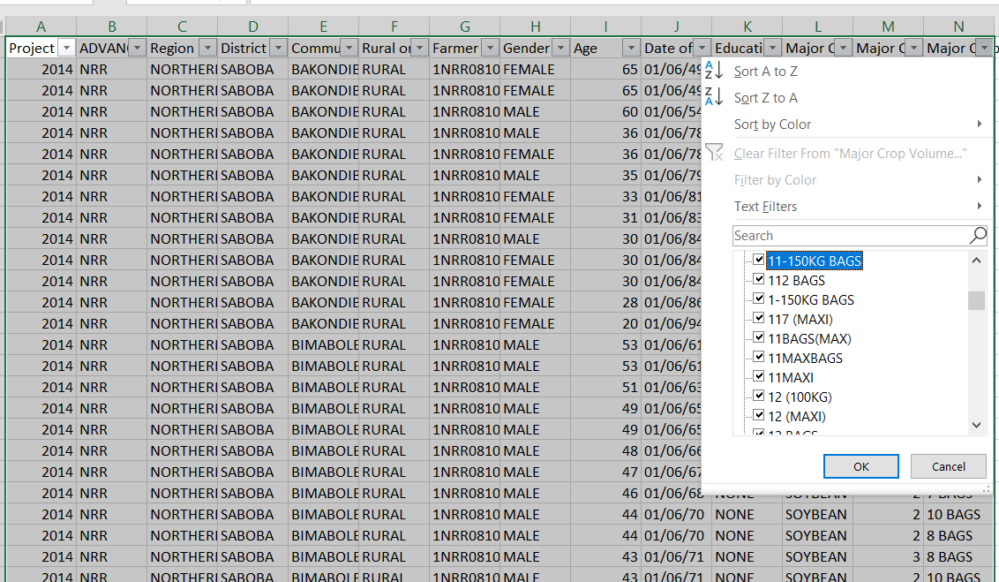 A B C D E F G H I J K L M N
Project ADVAN Region District Commu Rural or Farmer Gender Age Date of Educati Major C Major C Major C
2014 NRR NORTHERI SABOBA BAKONDIE RURAL 1NRR0810 FEMALE 65 01/06/49
2014 NRR NORTHERI SABOBA BAKONDIE RURAL 1NRR0810 FEMALE 65 01/06/49
2014 NRR NORTHERI SABOBA BAKONDIE RURAL 1NRR0810 MALE 60 01/06/54
2014 NRR NORTHERI SABOBA BAKONDIE RURAL 1NRR0810 MALE 36 01/06/78
2014 NRR NORTHERI SABOBA BAKONDIE RURAL 1NRR0810 FEMALE 36 01/06/78
2014 NRR NORTHERI SABOBA BAKONDIE RURAL 1NRR0810 MALE 35 01/06/79
2014 NRR NORTHERI SABOBA BAKONDIE RURAL 1NRR0810 FEMALE 33 01/06/81
2014 NRR NORTHERI SABOBA BAKONDIE RURAL 1NRR0810 FEMALE 31 01/06/83
2014 NRR NORTHERI SABOBA BAKONDIE RURAL 1NRR0810 MALE 30 01/06/84
2014 NRR NORTHERI SABOBA BAKONDIE RURAL 1NRR0810 FEMALE 30 01/06/84
2014 NRR NORTHERI SABOBA BAKONDIE RURAL 1NRR0810 FEMALE 30 01/06/84
2014 NRR NORTHERI SABOBA BAKONDIE RURAL 1NRR0810 FEMALE 28 01/06/86
2014 NRR NORTHERI SABOBA BAKONDIE RURAL 1NRR0810 FEMALE 20 01/06/94
2014 NRR NORTHERI SABOBA BIMABOLE RURAL 1NRR0810 MALE 53 01/06/61
2014 NRR NORTHERI SABOBA BIMABOLE RURAL 1NRR0810 MALE 53 01/06/61
2014 NRR NORTHERI SABOBA BIMABOLE RURAL 1NRR0810 MALE 51 01/06/63
2014 NRR NORTHERI SABOBA BIMABOLE RURAL 1NRR0810 MALE 49 01/06/65
2014 NRR NORTHERI SABOBA BIMABOLE RURAL 1NRR0810 MALE 49 01/06/65
2014 NRR NORTHERI SABOBA BIMABOLE RURAL 1NRR0810 MALE 48 01/06/66
2014 NRR NORTHERI SABOBA BIMABOLE RURAL 1NRR0810 MALE 47 01/06/67
2014 NRR NORTHERI SABOBA BIMABOLE RURAL 1NRR0810 MALE 46 01/06/68 NONE SOYBEAN 2 7 BAGS
2014 NRR NORTHERI SABOBA BIMABOLE RURAL 1NRR0810 MALE 44 01/06/70 NONE SOYBEAN 2 10 BAGS
2014 NRR NORTHERI SABOBA BIMABOLE RURAL 1NRR0810 MALE 44 01/06/70 NONE SOYBEAN 2 8 BAGS
2014 NRR NORTHERI SABOBA BIMABOLE RURAL 1NRR0810 MALE 43 01/06/71 NONE SOYBEAN 3 8 BAGS
2014 NRR NORTHERI SABOBA BIMABOLE RURAL 1NRR0810 MALE 43 01/06/71 NONE SOYBEAN 2 10 BAGS
Sort A to Z
Sort Z to A
Sort by Color
Clear Filter From "Major Crop Volume..."
Filter by Color
Text Filters
Search
11-150KG BAGS
112 BAGS
1-150KG BAGS
117 (MAXI)
11BAGS(MAX)
11MAXBAGS
11MAXI
12 (100KG)
12 (MAXI)
12 BAGS
OK Cancel